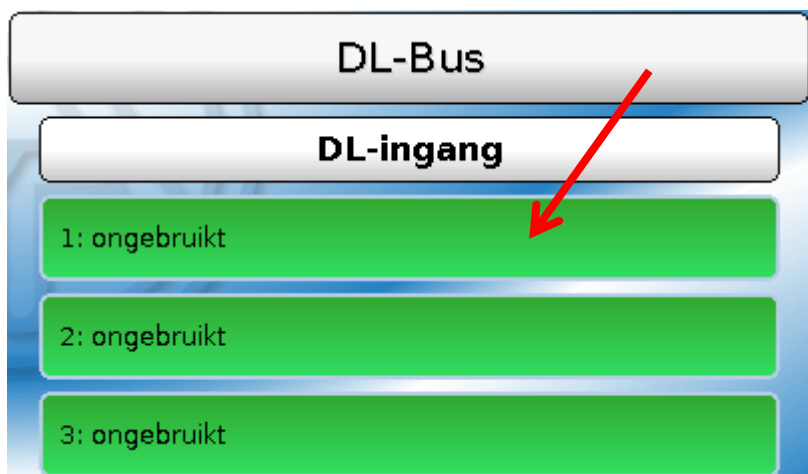 DL-Bus
DL-ingang
1: ongebruikt
2: ongebruikt
3: ongebruikt